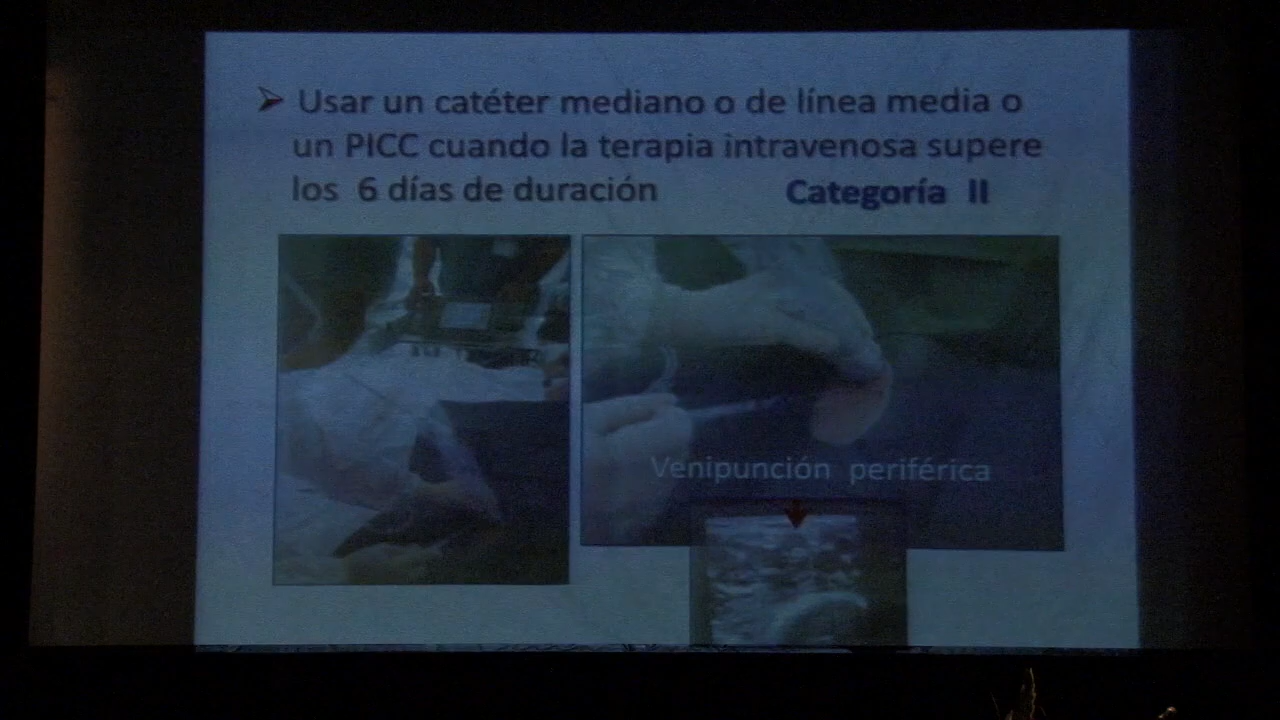 Usar un catéter mediano o de línea media o
un PICC cuando la terapia intravenosa supere
los 6 días de duración Categoría II
Venipunción periférica